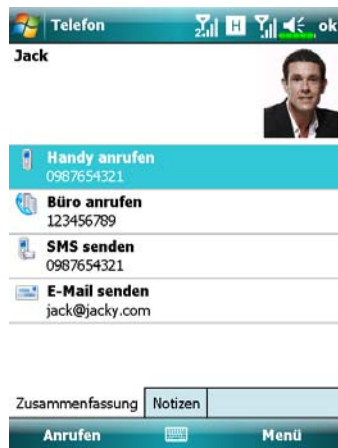 Telefon
2 H ok
Jack
Handy anrufen
0987654321
Büro anrufen
123456789
SMS senden
0987654321
E-Mail senden
jack@jacky.com
Zusammenfassung Notizen
Anrufen Menü